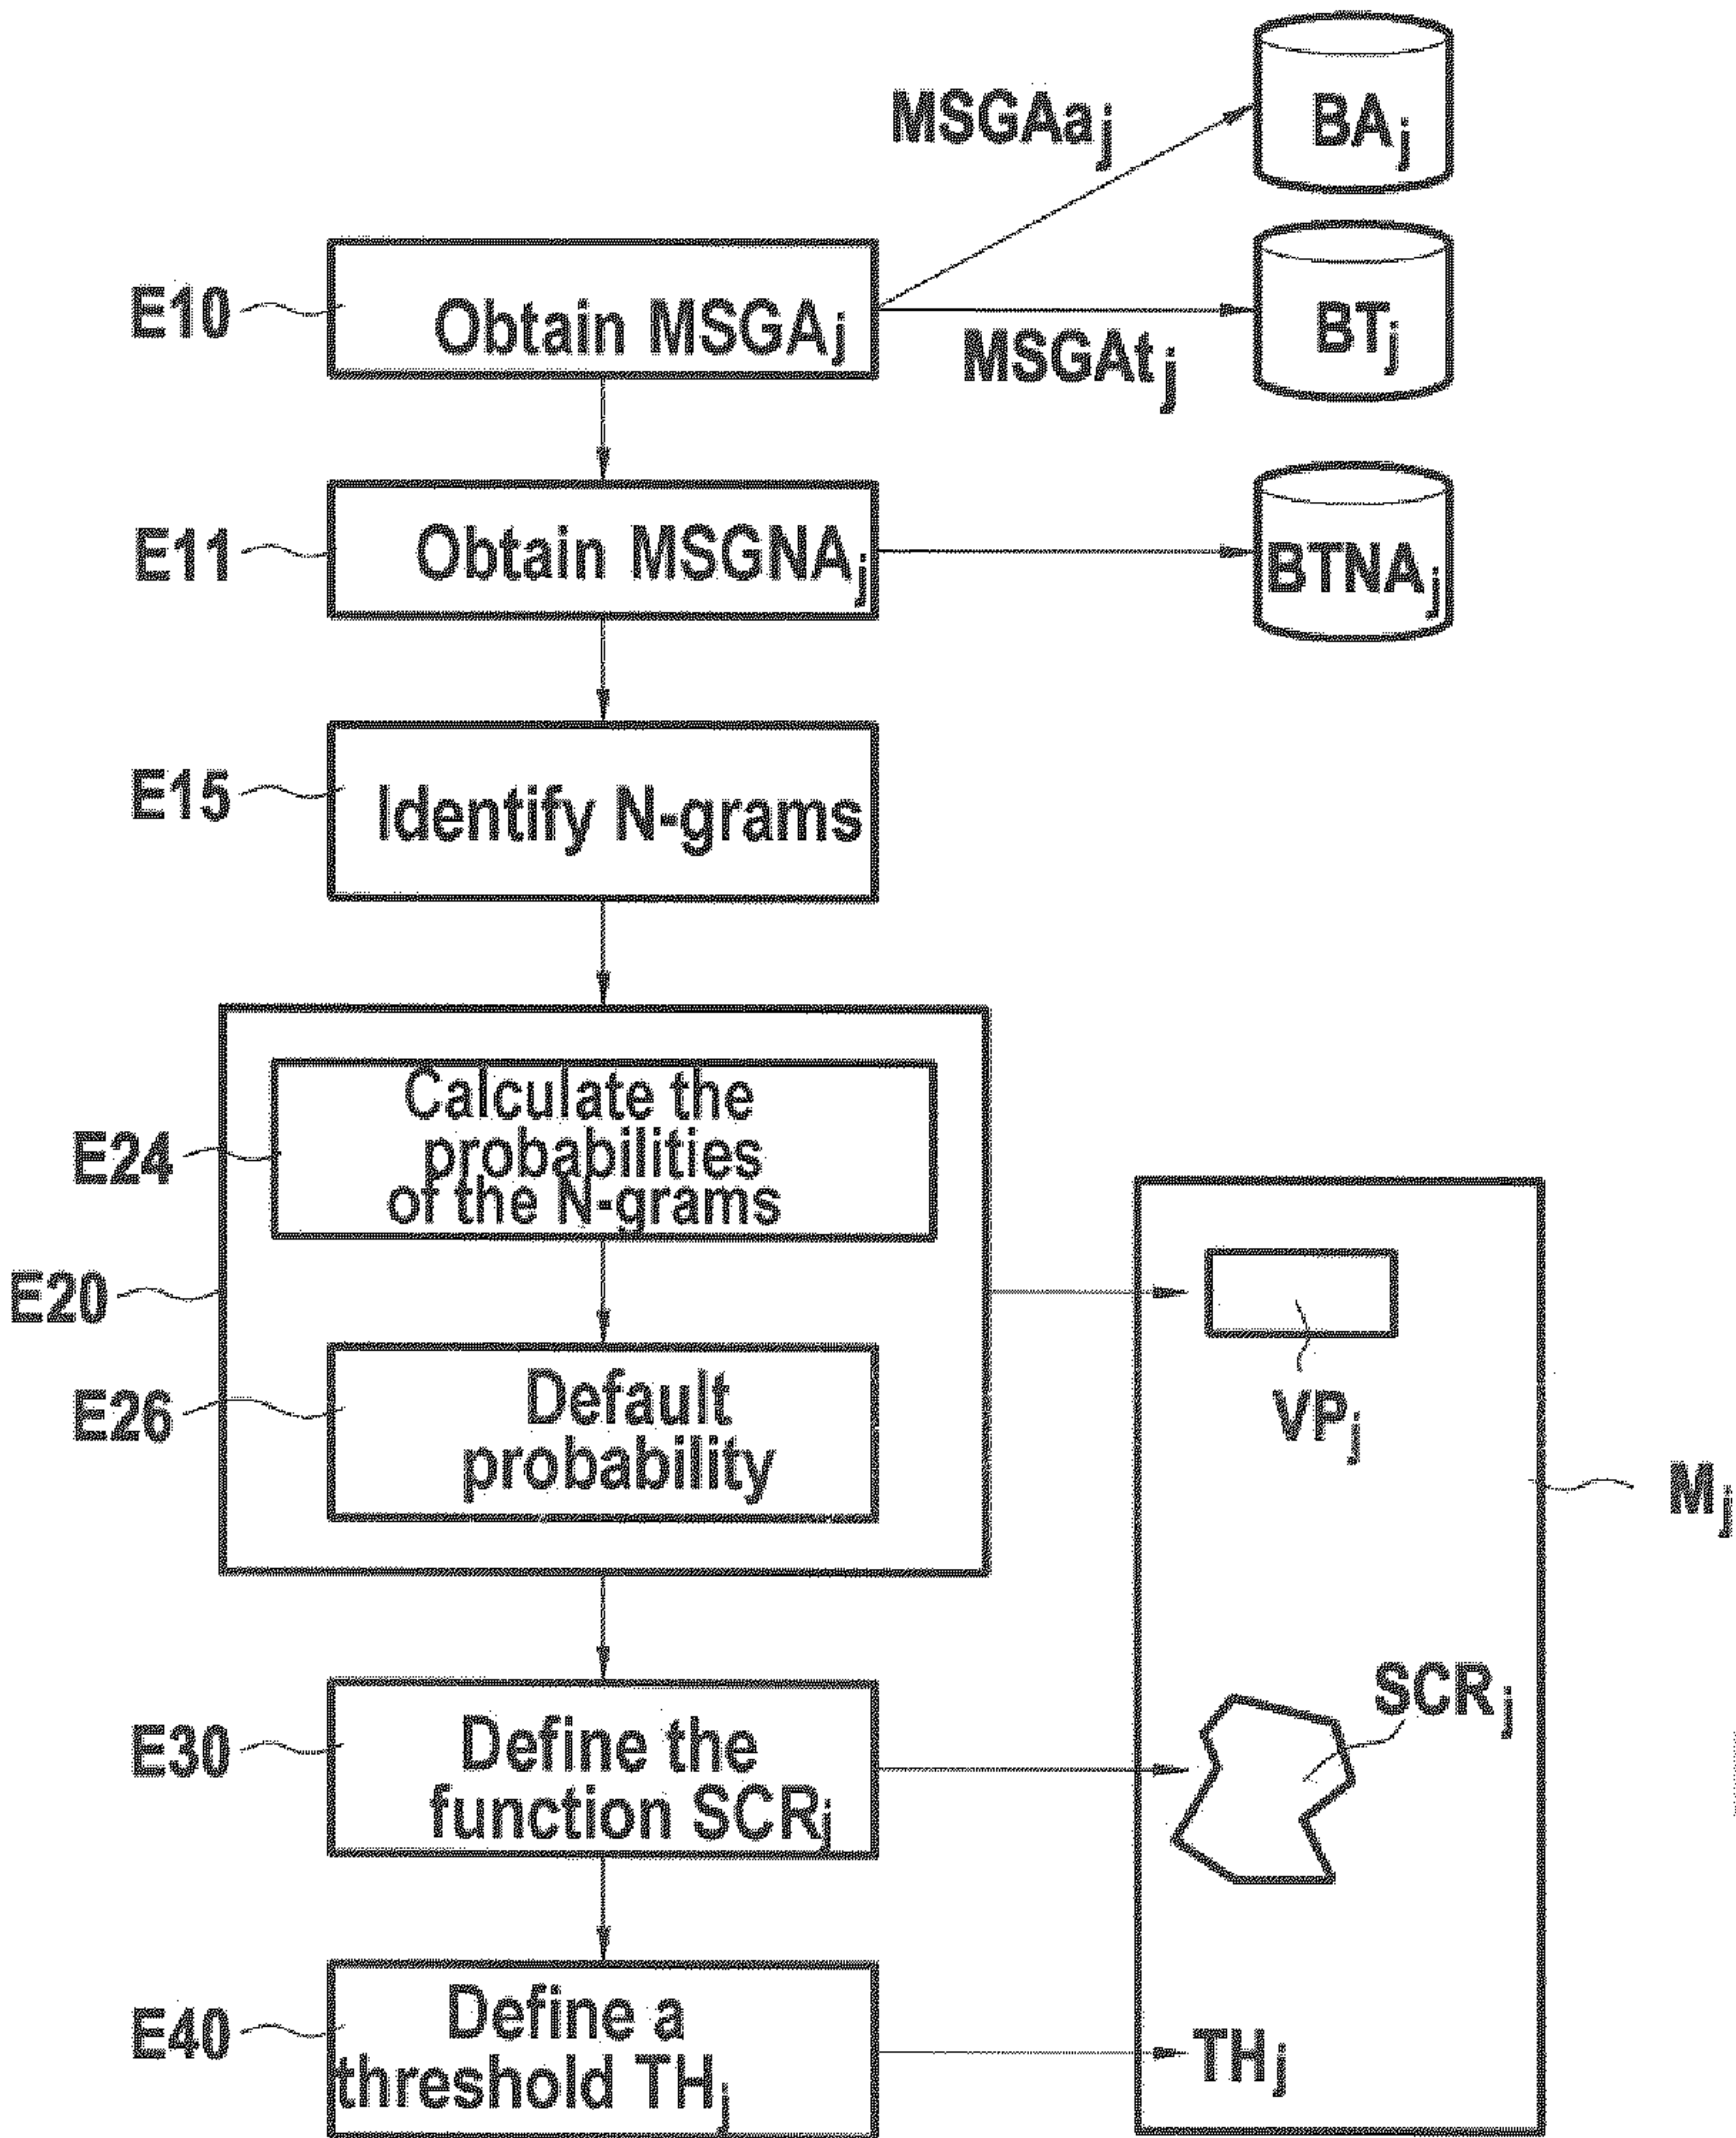 MSGAaj
BAj
E10
Obtain MSGAj
MSGAtj
BTj
E11
Obtain MSGNAj
BTNAj
E15
Identify N-grams
E24
Calculate the
probabilities
of the N-grams
E20
E26
Default
probability
VPj
Mj
E30
Define the
function SCRj
SCRj
E40
Define a
threshold THj
THj